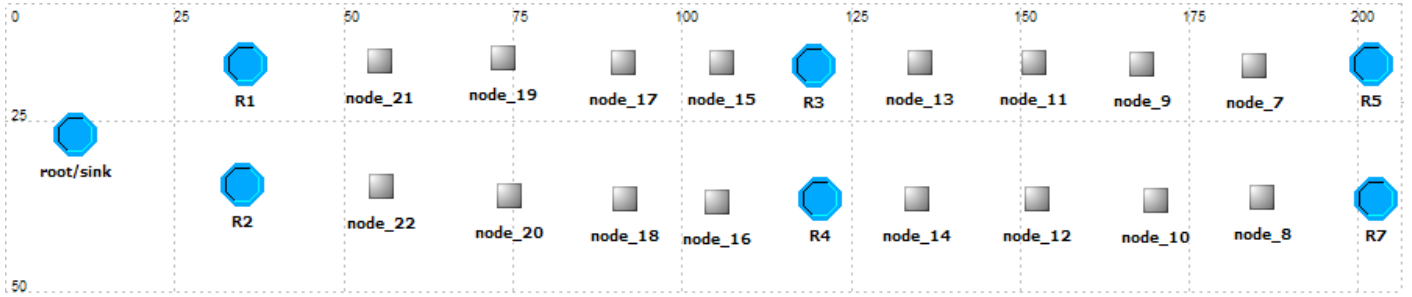 0 25 50 75 100 125 150 175 200
R1 node_21 node_19 node_17 node_15 R3 node_13 node_11 node_9 node_7 R5
25
root/sink
R2 node_22 node_20 node_18 node_16 R4 node_14 node_12 node_10 node_8 R7
50